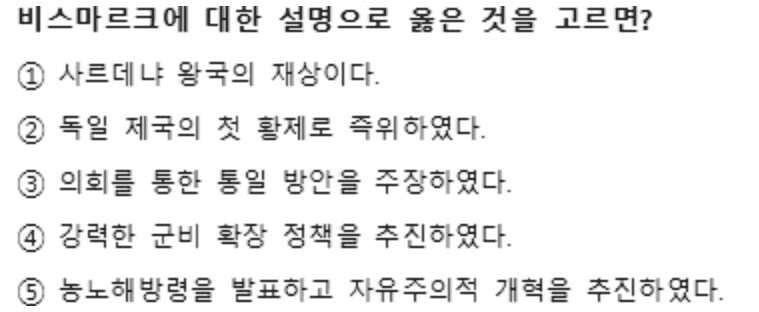 비스마르크에 대한 설명으로 옳은 것을 고르면?
① 사르데냐 왕국의 재상이다.
② 독일 제국의 첫 황제로 즉위하였다.
③ 의회를 통한 통일 방안을 주장하였다.
④ 강력한 군비 확장 정책을 추진하였다.
⑤ 농노해방령을 발표하고 자유주의적 개혁을 추진하였다.